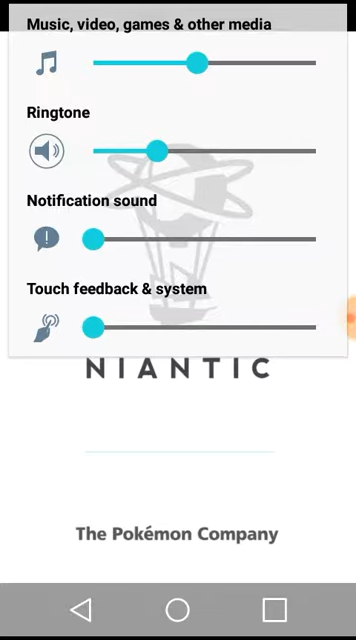 Music, video, games & other media
Ringtone
Notification sound
Touch feedback & system
NIANTIC
The Pokémon Company